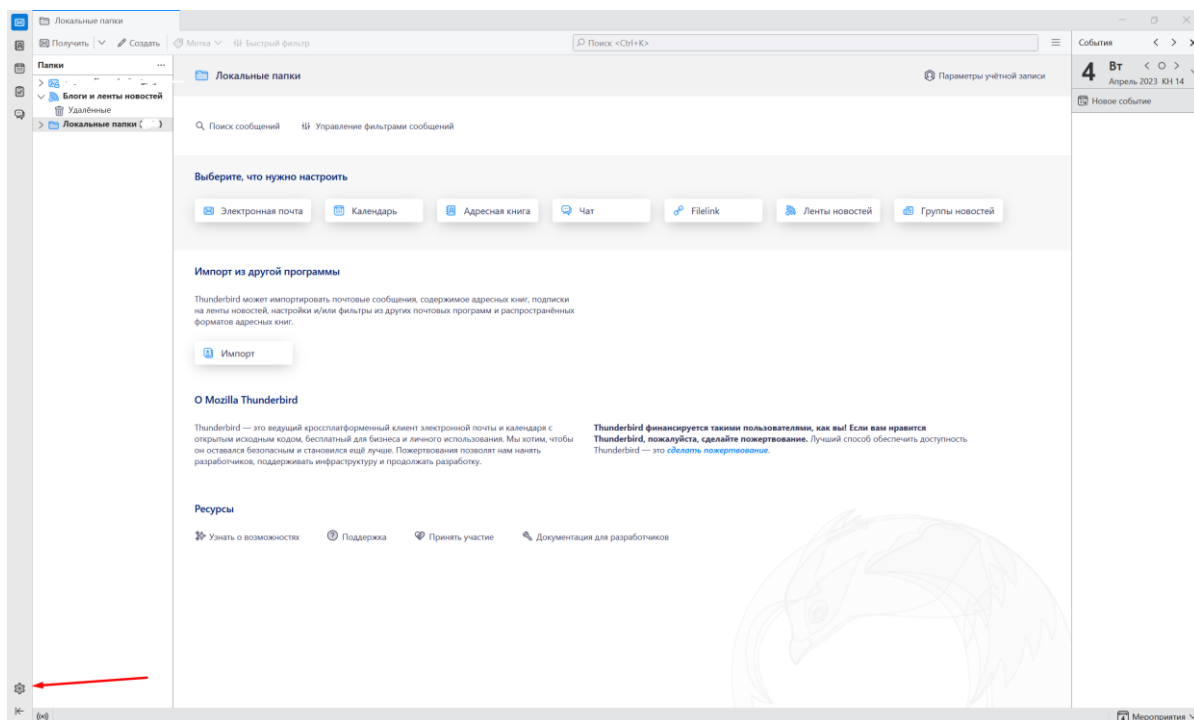 Локальные папки
Получить
Создать
Метка
Быстрый фильтр
Поиск <Ctrl+K>
События
Папки
...
Блоги и ленты новостей
Удалённые
Локальные папки (    )
Локальные папки
Параметры учётной записи
4
Вт
Апрель 2023 КН 14
Новое событие
Поиск сообщений
Управление фильтрами сообщений
Выберите, что нужно настроить
Электронная почта
Календарь
Адресная книга
Чат
Filelink
Ленты новостей
Группы новостей
Импорт из другой программы
Thunderbird может импортировать почтовые сообщения, содержимое адресных книг, подписки
на ленты новостей, настройки и/или фильтры из других почтовых программ и распространённых
форматов адресных книг.
Импорт
О Mozilla Thunderbird
Thunderbird — это ведущий кроссплатформенный клиент электронной почты и календаря с
открытым исходным кодом, бесплатный для бизнеса и личного использования. Мы хотим, чтобы
он оставался безопасным и становился ещё лучше. Пожертвования позволят нам нанять
разработчиков, поддерживать инфраструктуру и продолжать разработку.
Thunderbird финансируется такими пользователями, как вы! Если вам нравится
Thunderbird, пожалуйста, сделайте пожертвование. Лучший способ обеспечить доступность
Thunderbird — это сделать пожертвование.
Ресурсы
Узнать о возможностях
Поддержка
Принять участие
Документация для разработчиков
Мероприятия